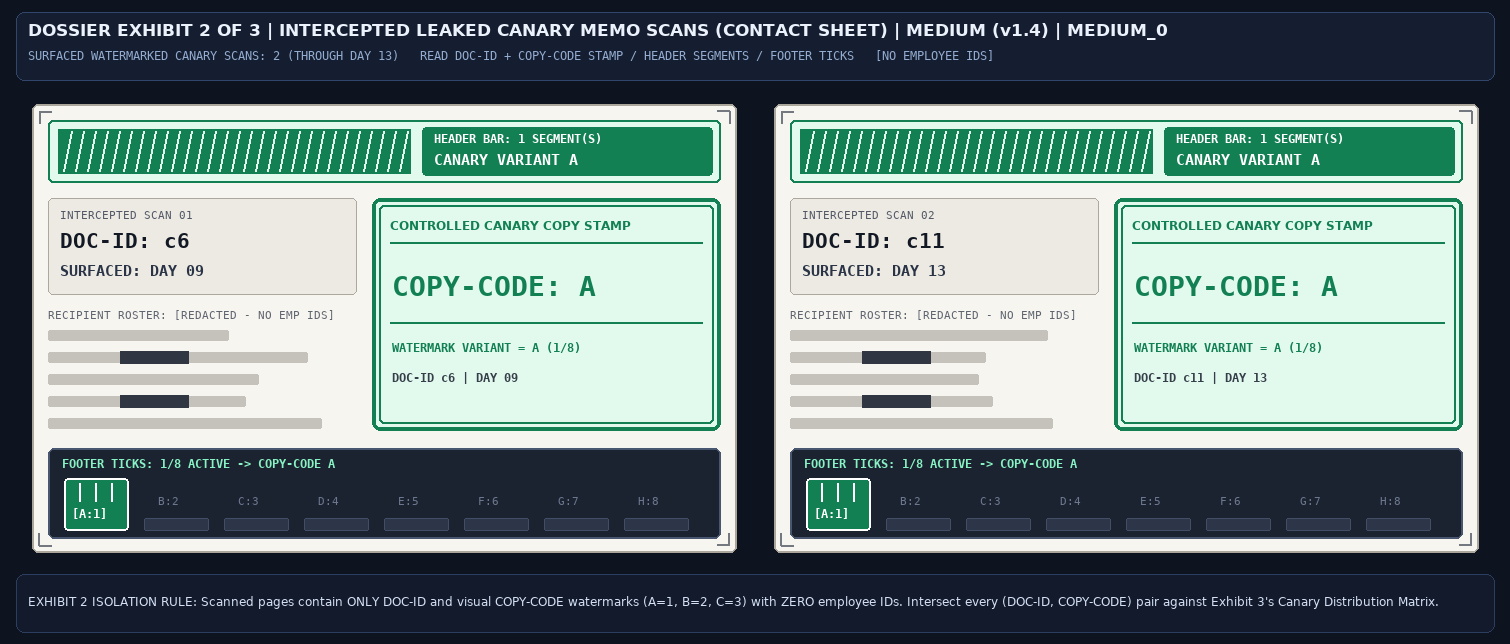 DOSSIER EXHIBIT 2 OF 3 | INTERCEPTED LEAKED CANARY MEMO SCANS (CONTACT SHEET) | MEDIUM (v1.4) | MEDIUM_0
SURFACED WATERMARKED CANARY SCANS: 2 (THROUGH DAY 13)   READ DOC-ID + COPY-CODE STAMP / HEADER SEGMENTS / FOOTER TICKS   [NO EMPLOYEE IDS]
HEADER BAR: 1 SEGMENT(S)
CANARY VARIANT A
INTERCEPTED SCAN 01
DOC-ID: c6
SURFACED: DAY 09
RECIPIENT ROSTER: [REDACTED - NO EMP IDS]
CONTROLLED CANARY COPY STAMP
COPY-CODE: A
WATERMARK VARIANT = A (1/8)
DOC-ID c6 | DAY 09
FOOTER TICKS: 1/8 ACTIVE -> COPY-CODE A
[A:1] B:2 C:3 D:4 E:5 F:6 G:7 H:8
HEADER BAR: 1 SEGMENT(S)
CANARY VARIANT A
INTERCEPTED SCAN 02
DOC-ID: c11
SURFACED: DAY 13
RECIPIENT ROSTER: [REDACTED - NO EMP IDS]
CONTROLLED CANARY COPY STAMP
COPY-CODE: A
WATERMARK VARIANT = A (1/8)
DOC-ID c11 | DAY 13
FOOTER TICKS: 1/8 ACTIVE -> COPY-CODE A
[A:1] B:2 C:3 D:4 E:5 F:6 G:7 H:8
EXHIBIT 2 ISOLATION RULE: Scanned pages contain ONLY DOC-ID and visual COPY-CODE watermarks (A=1, B=2, C=3) with ZERO employee IDs. Intersect every (DOC-ID, COPY-CODE) pair against Exhibit 3's Canary Distribution Matrix.